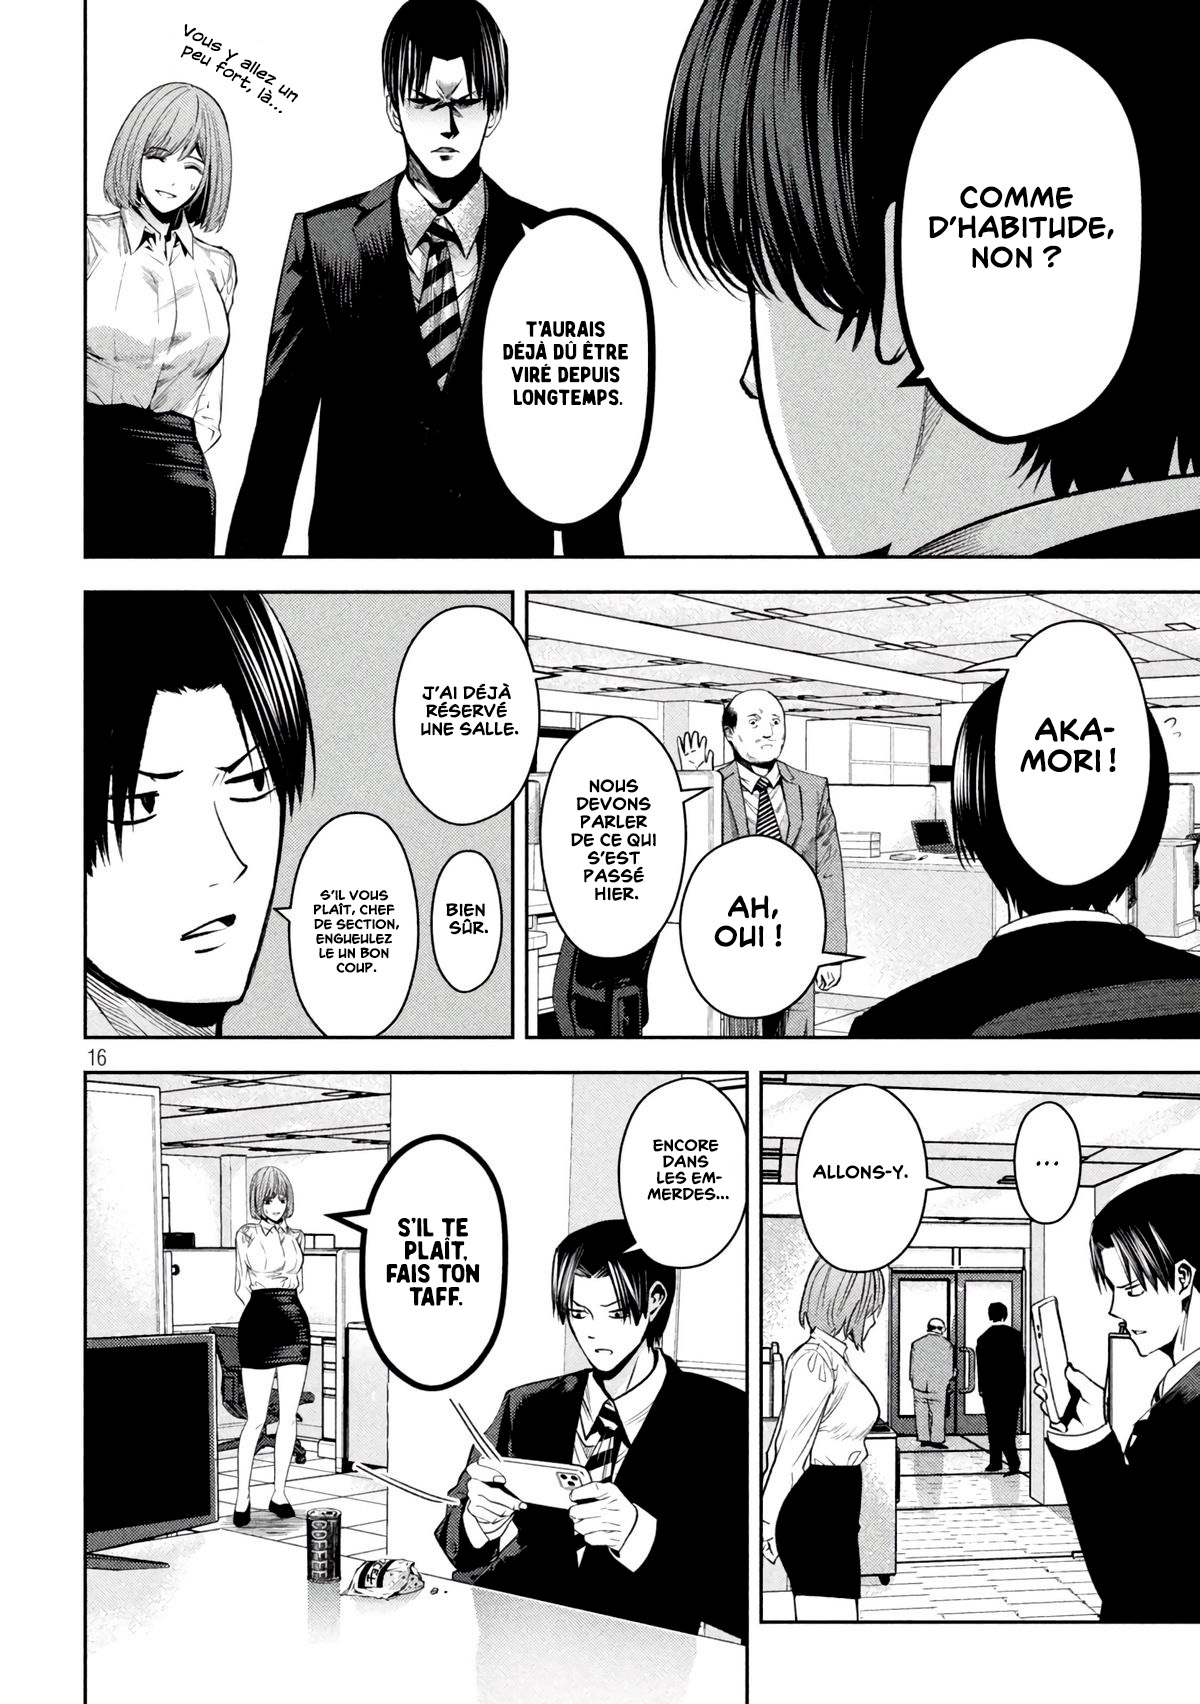 COMME
D'HABITUDE,
NON ?
T'AURAIS
DÉJÀ DÛ ÊTRE
VIRÉ DEPUIS
LONGTEMPS.
Vous y allez un
peu fort, là...
AKA-
MORI !
AH,
OUI !
NOUS
DEVONS
PARLER
DE CE QUI
S'EST
PASSÉ
HIER.
J'AI DÉJÀ
RÉSERVÉ
UNE SALLE.
BIEN
SÛR.
S'IL VOUS
PLAÎT, CHEF
DE SECTION,
ENGUEULEZ
LE UN BON
COUP.
16
...
ALLONS-Y.
ENCORE
DANS
LES EM-
MERDES...
S'IL TE
PLAÎT,
FAIS TON
TAFF.
COFFEE